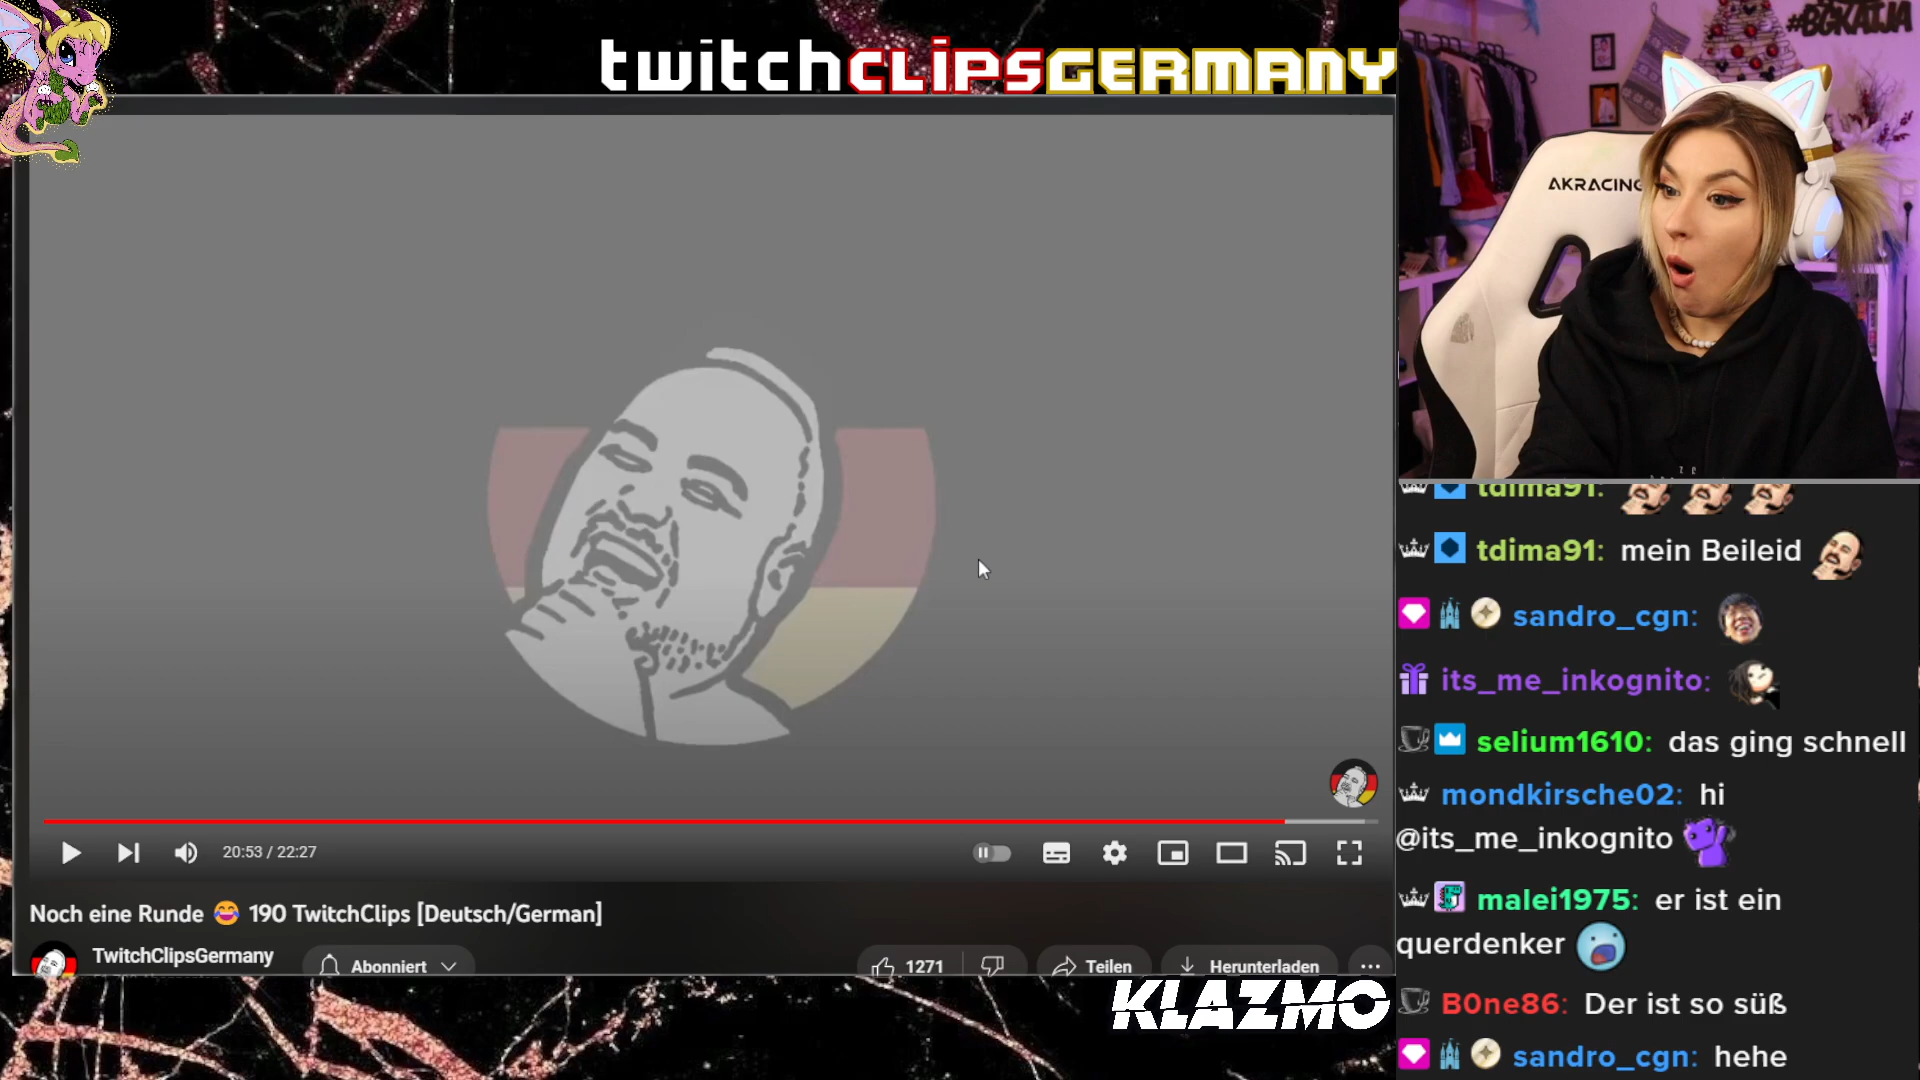 twitchCLiPSGERMANY
#BGKAIJA
AKRACING
20:53 / 22:27
Noch eine Runde 😂 190 TwitchClips [Deutsch/German]
TwitchClipsGermany
Abonniert
1271
Teilen
Herunterladen
KLAZMO
tdima91:
tdima91: mein Beileid
sandro_cgn:
its_me_inkognito:
selium1610: das ging schnell
mondkirsche02: hi
@its_me_inkognito
malei1975: er ist ein
querdenker
B0ne86: Der ist so süß
sandro_cgn: hehe